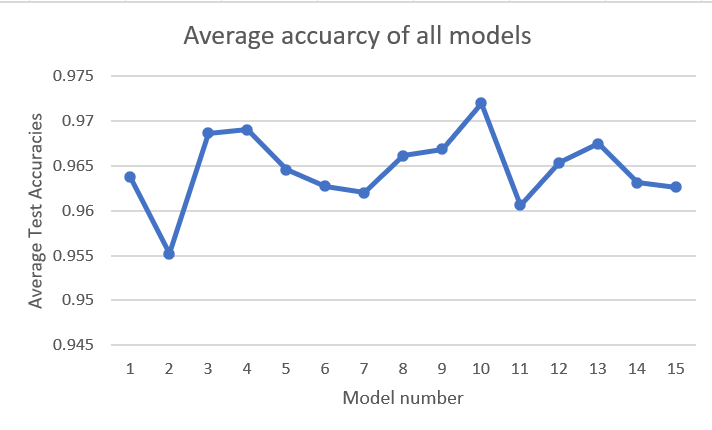 Average accuarcy of all models
0.975
0.97
0.965
0.96
0.955
0.95
0.945
Average Test Accuracies
1 2 3 4 5 6 7 8 9 10 11 12 13 14 15
Model number